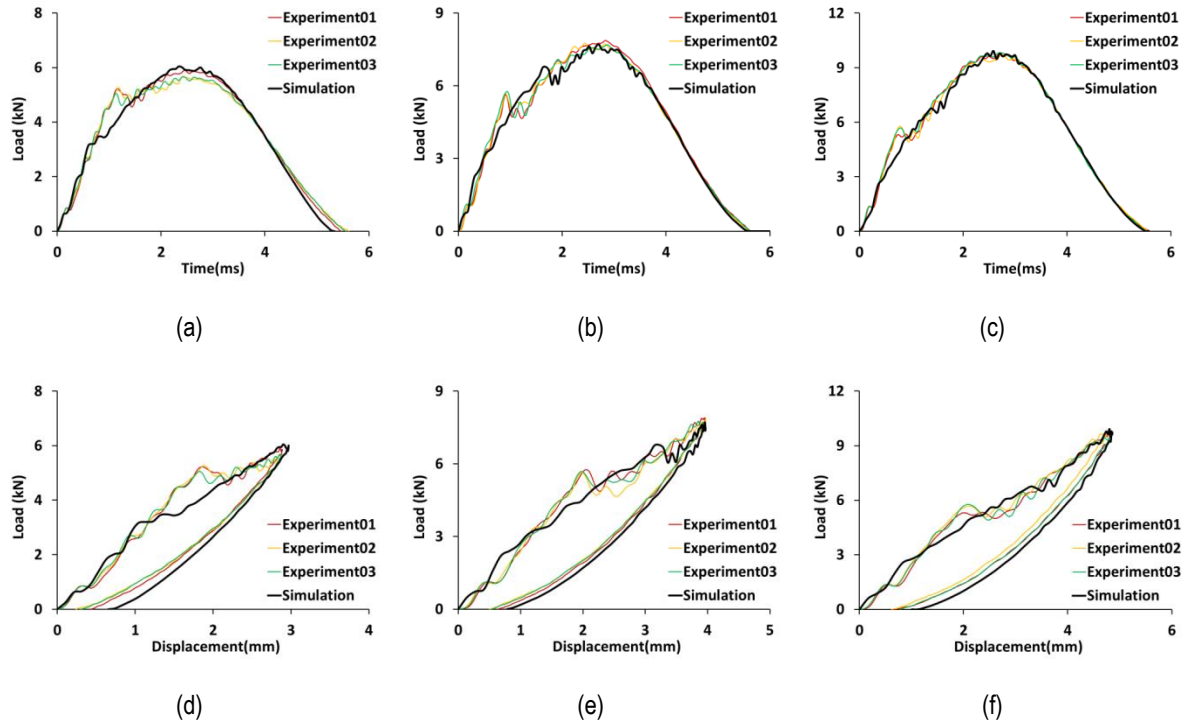 8
6
4
2
0
Load (kN)
Experiment01
Experiment02
Experiment03
Simulation
0 2 4 6
Time(ms)
(a)
9
6
3
0
Load (kN)
Experiment01
Experiment02
Experiment03
Simulation
0 2 4 6
Time(ms)
(b)
12
9
6
3
0
Load (kN)
Experiment01
Experiment02
Experiment03
Simulation
0 2 4 6
Time(ms)
(c)
8
6
4
2
0
Load (kN)
Experiment01
Experiment02
Experiment03
Simulation
0 1 2 3 4
Displacement(mm)
(d)
9
6
3
0
Load (kN)
Experiment01
Experiment02
Experiment03
Simulation
0 1 2 3 4 5
Displacement(mm)
(e)
12
9
6
3
0
Load (kN)
Experiment01
Experiment02
Experiment03
Simulation
0 2 4 6
Displacement(mm)
(f)